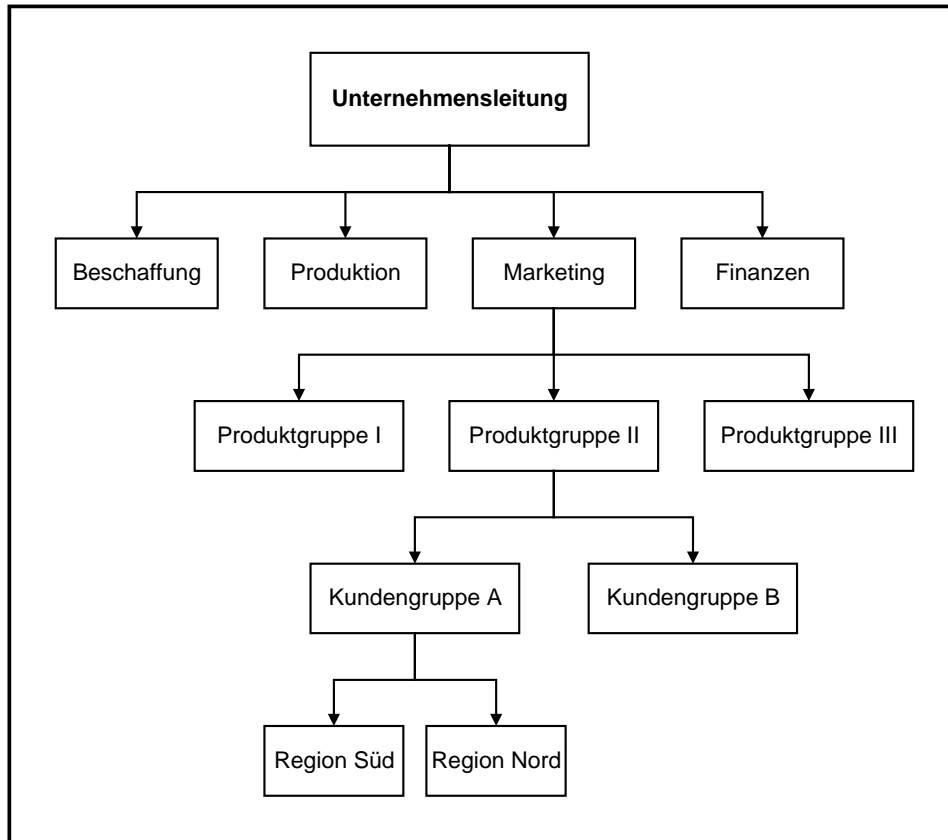 Unternehmensleitung
Beschaffung
Produktion
Marketing
Finanzen
Produktgruppe I
Produktgruppe II
Produktgruppe III
Kundengruppe A
Kundengruppe B
Region Süd
Region Nord